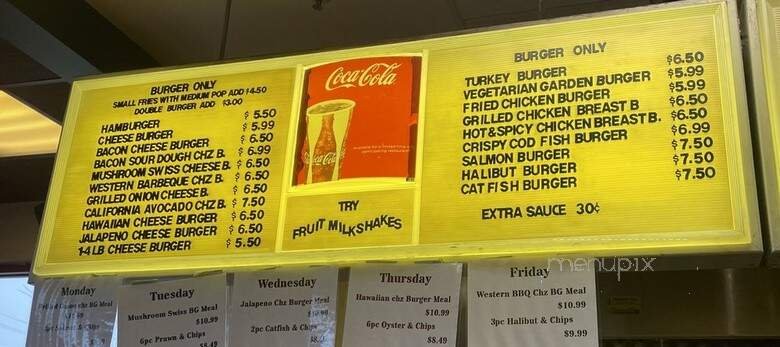 BURGER ONLY
SMALL FRIES WITH MEDIUM POP ADD $4.50
DOUBLE BURGER ADD $3.00
HAMBURGER $ 5.50
CHEESE BURGER $ 5.99
BACON CHEESE BURGER $ 6.50
BACON SOUR DOUGH CHZ B. $ 6.99
MUSHROOM SWISS CHEESE B. $ 6.50
WESTERN BARBEQUE CHZ B. $ 6.50
GRILLED ONION CHEESE B. $ 6.50
CALIFORNIA AVOCADO CHZ B. $ 7.50
HAWAIIAN CHEESE BURGER $ 6.50
JALAPENO CHEESE BURGER $ 6.50
1-4 LB CHEESE BURGER $ 5.50
Coca-Cola
Coca-Cola
TRY
FRUIT MILKSHAKES
BURGER ONLY
TURKEY BURGER $6.50
VEGETARIAN GARDEN BURGER $5.99
FRIED CHICKEN BURGER $5.99
GRILLED CHICKEN BREAST B $6.50
HOT & SPICY CHICKEN BREAST B. $6.50
CRISPY COD FISH BURGER $6.99
SALMON BURGER $7.50
HALIBUT BURGER $7.50
CAT FISH BURGER $7.50
EXTRA SAUCE 30¢
menupix
Monday
chz BG Meal
& Chips
Tuesday
Mushroom Swiss BG Meal
$10.99
6pc Prawn & Chips
$8.49
Wednesday
Jalapeno Chz Burger Meal
2pc Catfish & Chips
Thursday
Hawaiian chz Burger Meal
$10.99
6pc Oyster & Chips
$8.49
Friday
Western BBQ Chz BG Meal
$10.99
3pc Halibut & Chips
$9.99